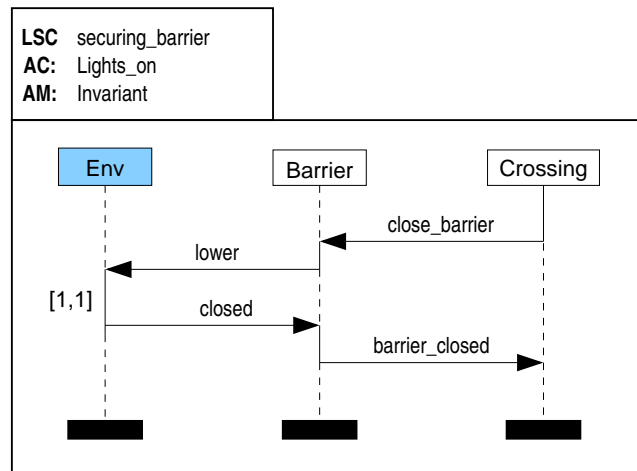 LSC securing_barrier
AC: Lights_on
AM: Invariant
Env Barrier Crossing
close_barrier
lower
[1,1]
closed
barrier_closed